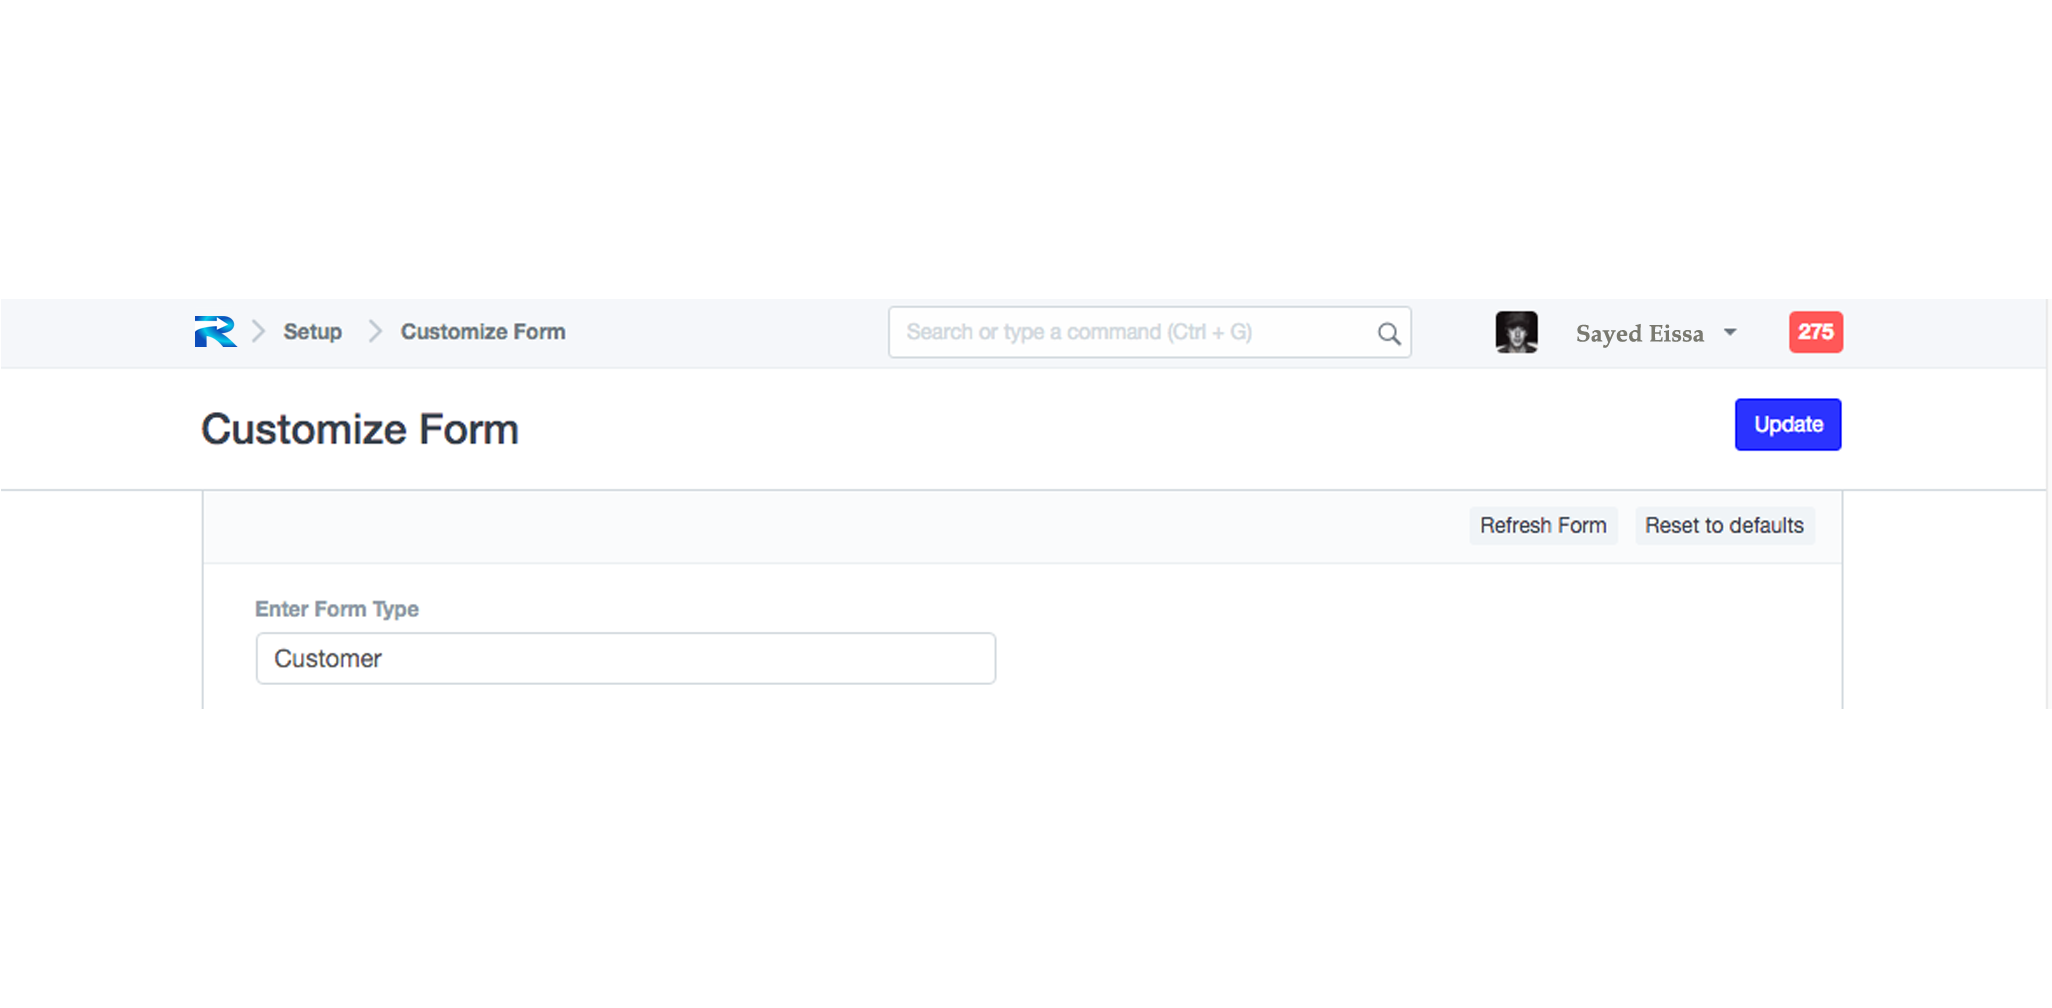 Setup Customize Form Search or type a command (Ctrl + G) Sayed Eissa 275
Customize Form Update
Refresh Form Reset to defaults
Enter Form Type
Customer